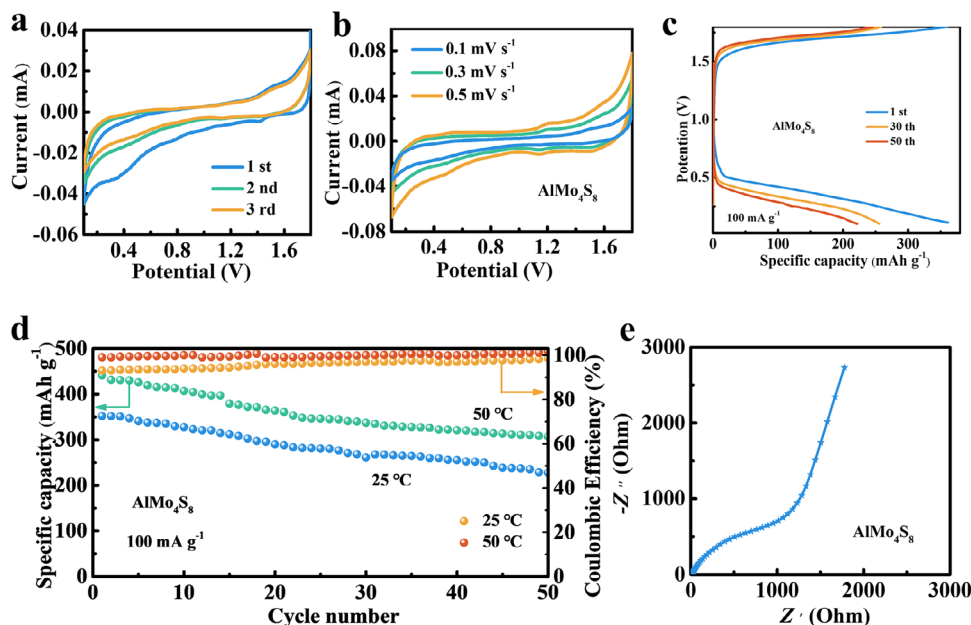 a
0.04
0.02
0.00
-0.02
-0.04
-0.06
Current (mA)
1 st
2 nd
3 rd
0.4
0.8
1.2
1.6
Potential (V)
b
0.08
0.04
0.00
-0.04
-0.08
Current (mA)
0.1 mV s⁻¹
0.3 mV s⁻¹
0.5 mV s⁻¹
AlMo₄S₈
0.4
0.8
1.2
1.6
Potential (V)
c
1.5
1.0
0.5
Potention (V)
1 st
30 th
50 th
AlMo₄S₈
100 mA g⁻¹
0
100
200
300
Specific capacity (mAh g⁻¹)
d
500
450
400
350
300
250
200
150
100
50
0
Specific capacity (mAh g⁻¹)
50 °C
25 °C
AlMo₄S₈
100 mA g⁻¹
25 °C
50 °C
100
80
60
40
20
0
Coulombic Efficiency (%)
0
10
20
30
40
50
Cycle number
e
3000
2000
1000
0
-Z'' (Ohm)
AlMo₄S₈
0
1000
2000
3000
Z ' (Ohm)